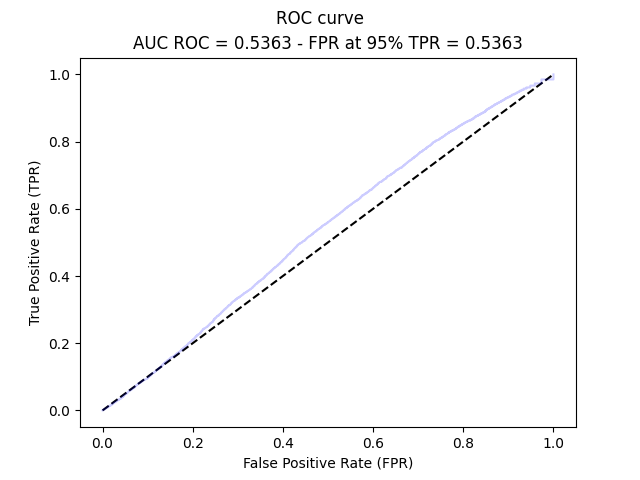 ROC curve
AUC ROC = 0.5363 - FPR at 95% TPR = 0.5363
1.0
0.8
0.6
0.4
0.2
0.0
True Positive Rate (TPR)
0.0 0.2 0.4 0.6 0.8 1.0
False Positive Rate (FPR)